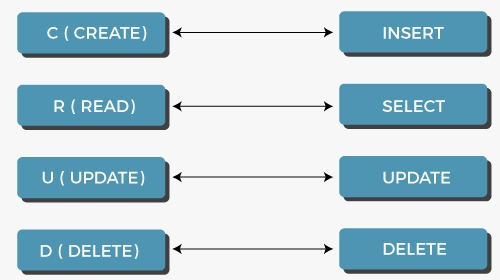 C ( CREATE)
INSERT
R ( READ)
SELECT
U ( UPDATE)
UPDATE
D ( DELETE)
DELETE